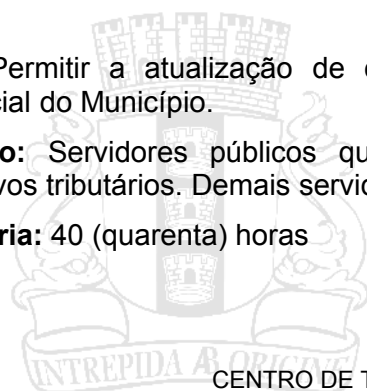 Permitir a atualização de
cial do Município.
o: Servidores públicos qu
vos tributários. Demais servid
ria: 40 (quarenta) horas
INTREPIDA AB ORIGINE
CENTRO DE T